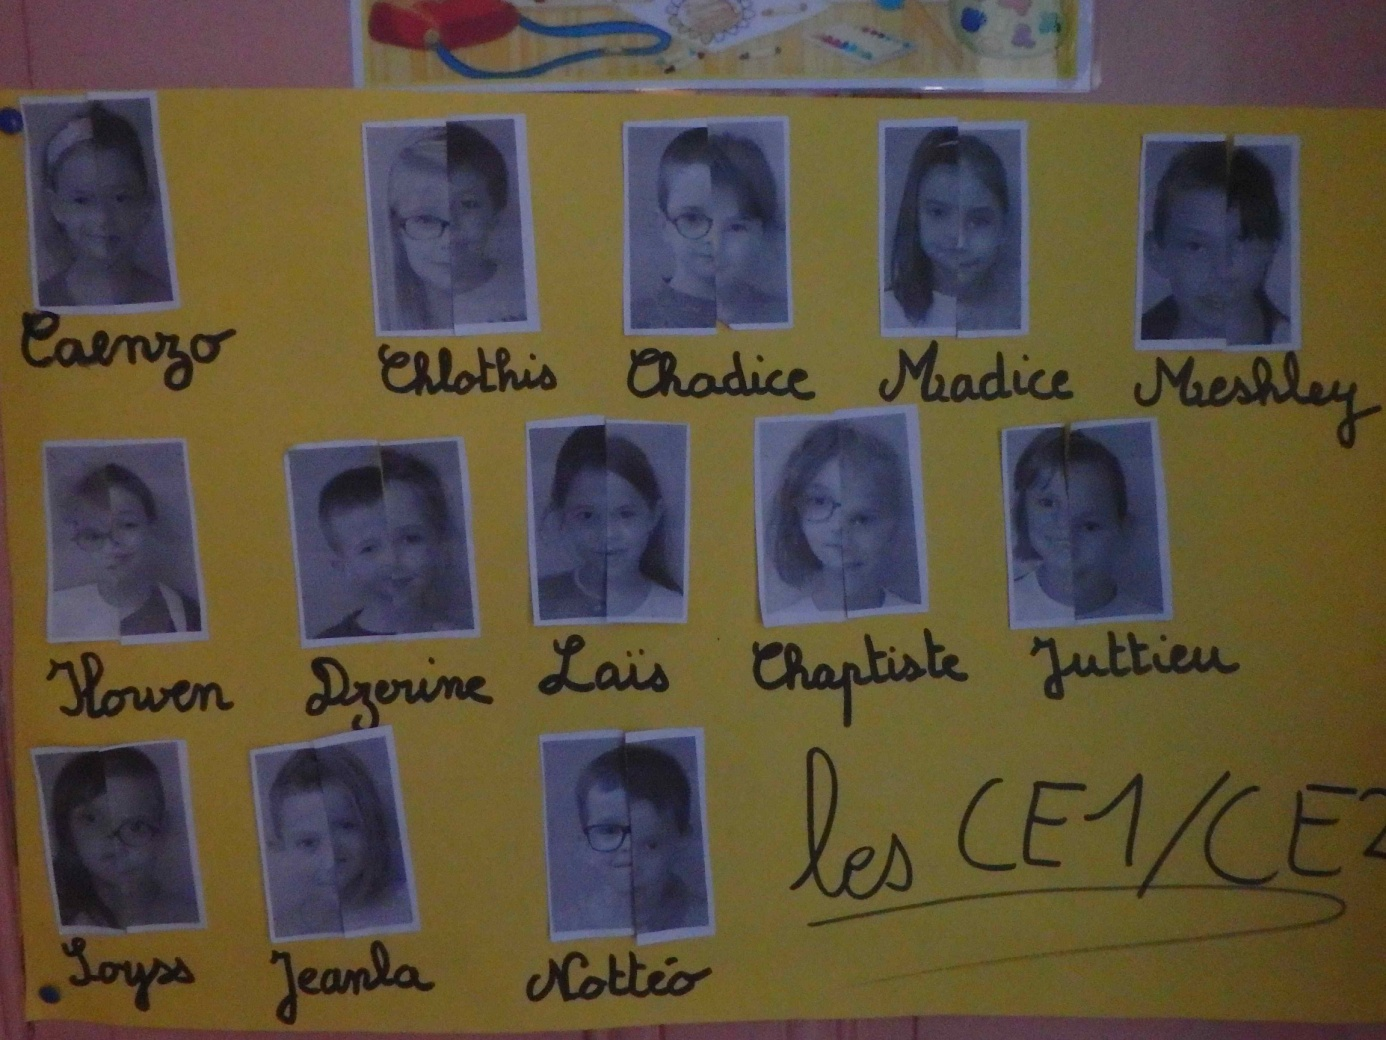 Caenzo Chlothis Chadice Madice Meshley
Howen Dzerine Laïs Chaptiste Juttieu
Loyss Jeanla Nottéo
les CE1/CE2